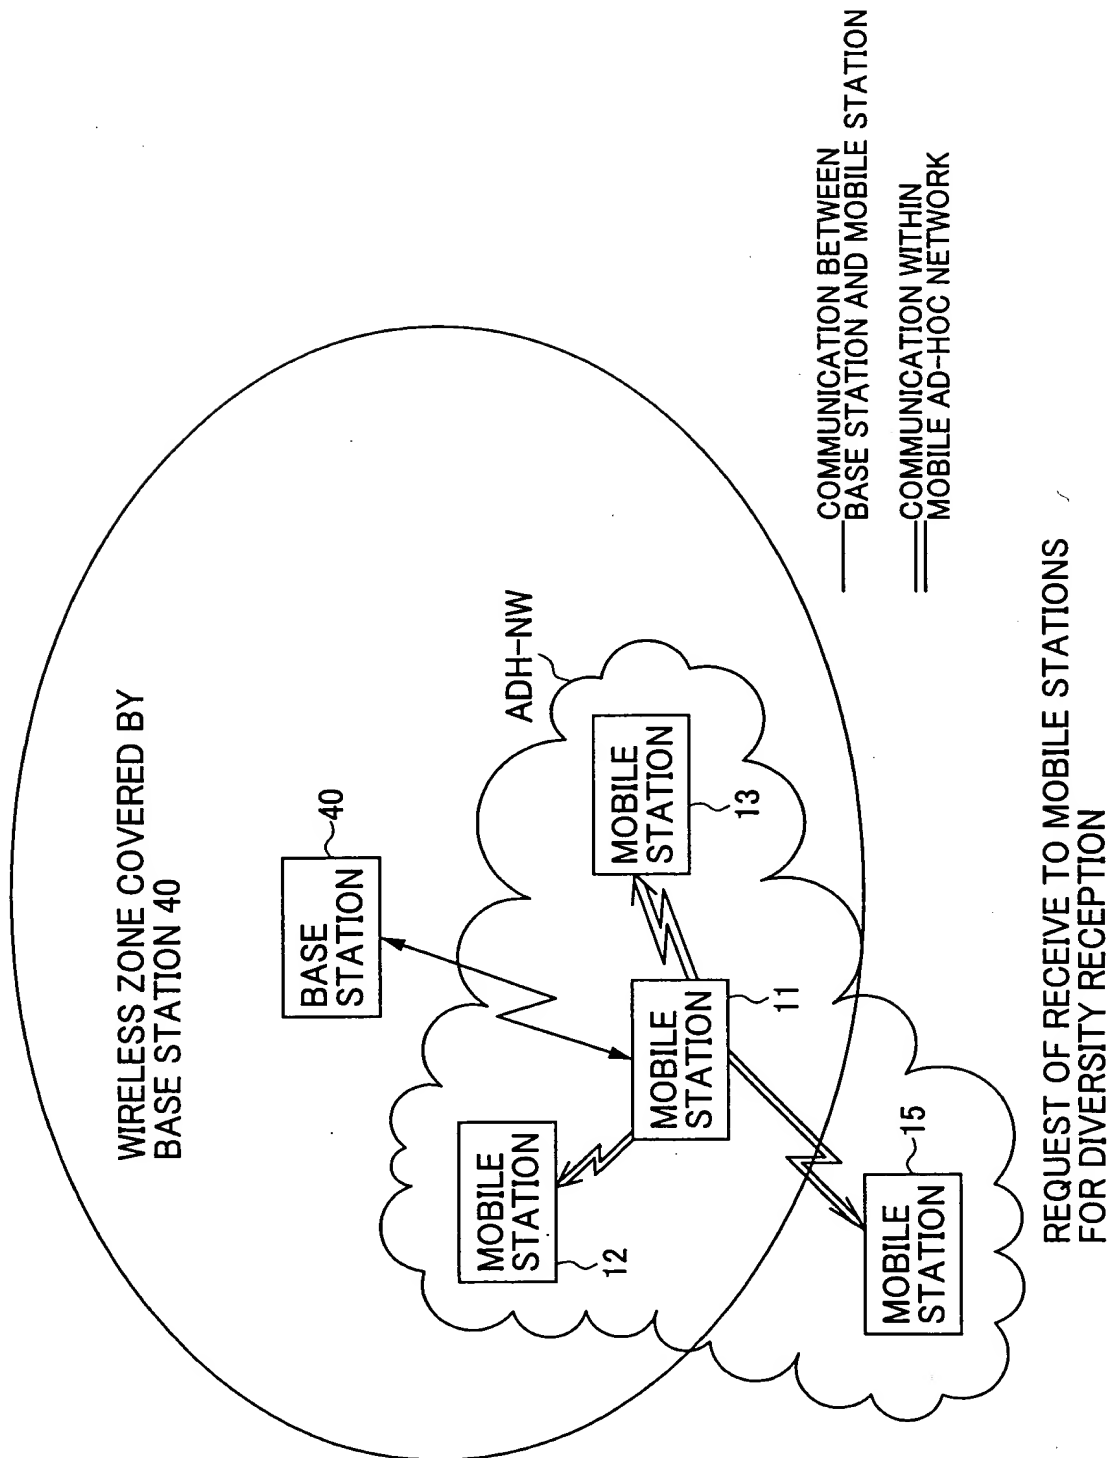 WIRELESS ZONE COVERED BY
BASE STATION 40
40
BASE
STATION
ADH-NW
MOBILE
STATION
12
MOBILE
STATION
11
MOBILE
STATION
13
MOBILE
STATION
15
COMMUNICATION BETWEEN
BASE STATION AND MOBILE STATION
COMMUNICATION WITHIN
MOBILE AD-HOC NETWORK
REQUEST OF RECEIVE TO MOBILE STATIONS
FOR DIVERSITY RECEPTION